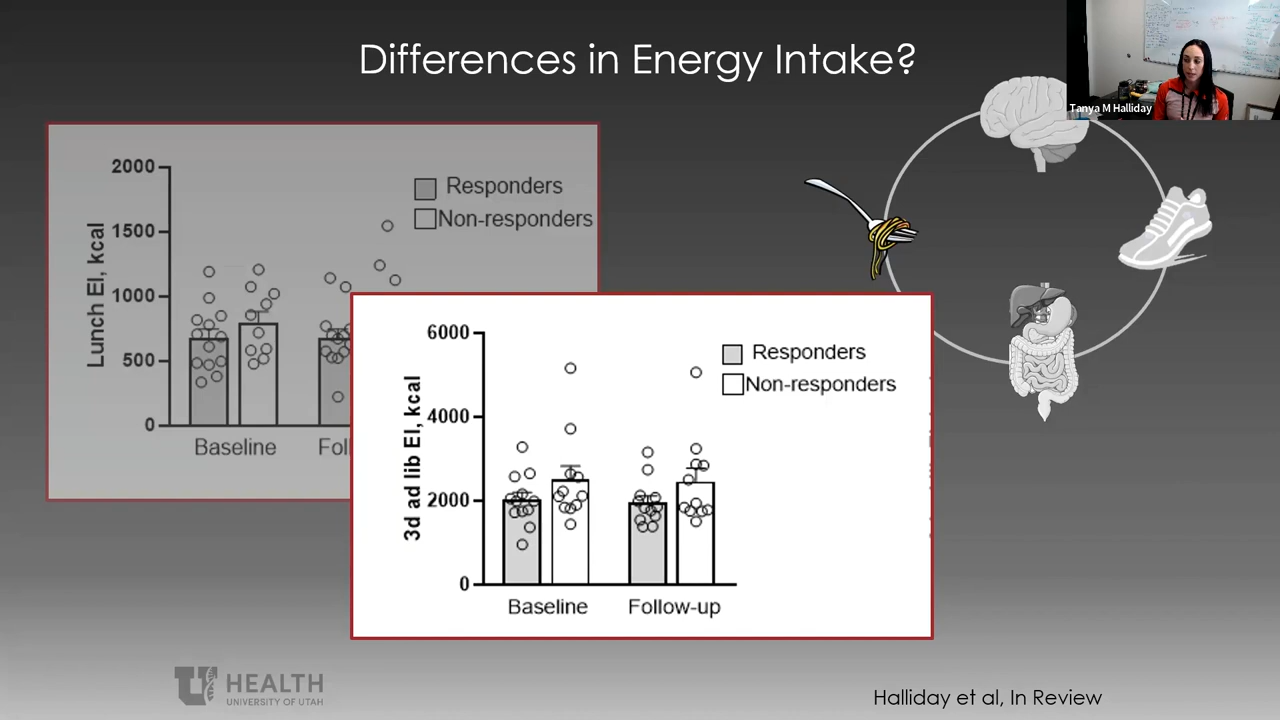 Differences in Energy Intake?
Tanya M Halliday
2000
1500
1000
500
0
Lunch EI, kcal
Responders
Non-responders
Baseline
Fol
6000
4000
2000
0
3d ad lib EI, kcal
Responders
Non-responders
Baseline
Follow-up
U
HEALTH
UNIVERSITY OF UTAH
Halliday et al, In Review